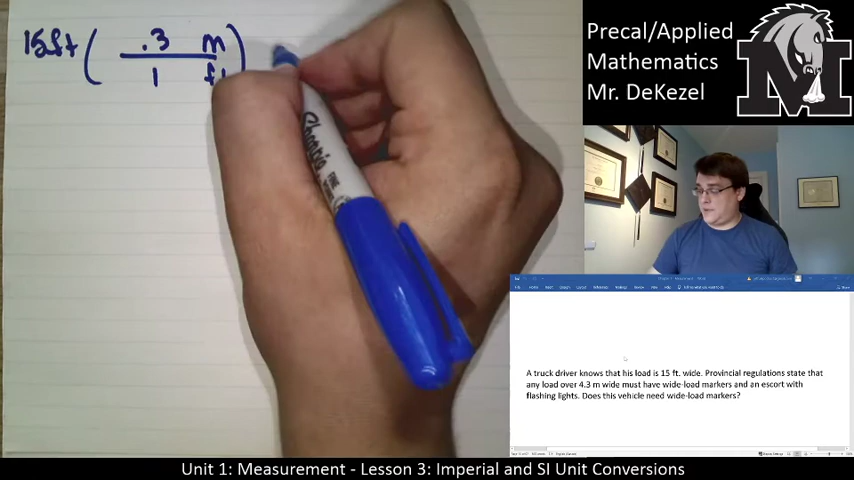 15ft ( .3 m )
1 ft
Sharpie
FINE
Precal/Applied
Mathematics
Mr. DeKezel
M
A truck driver knows that his load is 15 ft. wide. Provincial regulations state that
any load over 4.3 m wide must have wide-load markers and an escort with
flashing lights. Does this vehicle need wide-load markers?
Unit 1: Measurement - Lesson 3: Imperial and SI Unit Conversions